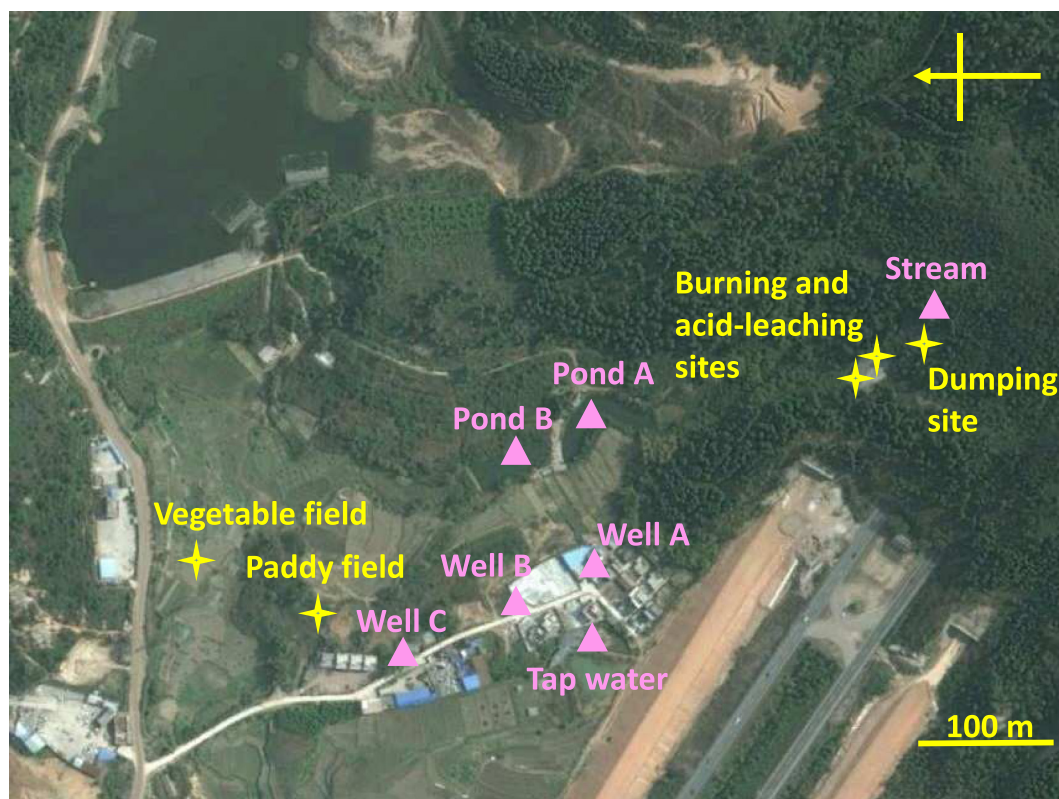 Stream
Burning and
acid-leaching
sites
Dumping
site
Pond A
Pond B
Vegetable field
Well A
Paddy field
Well B
Well C
Tap water
100 m